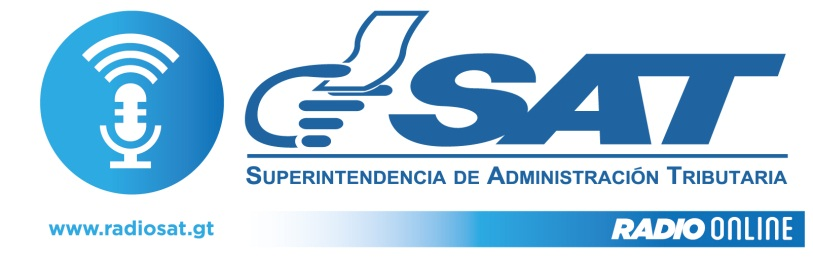 SAT
SUPERINTENDENCIA DE ADMINISTRACIÓN TRIBUTARIA
www.radiosat.gt
RADIO ONLINE